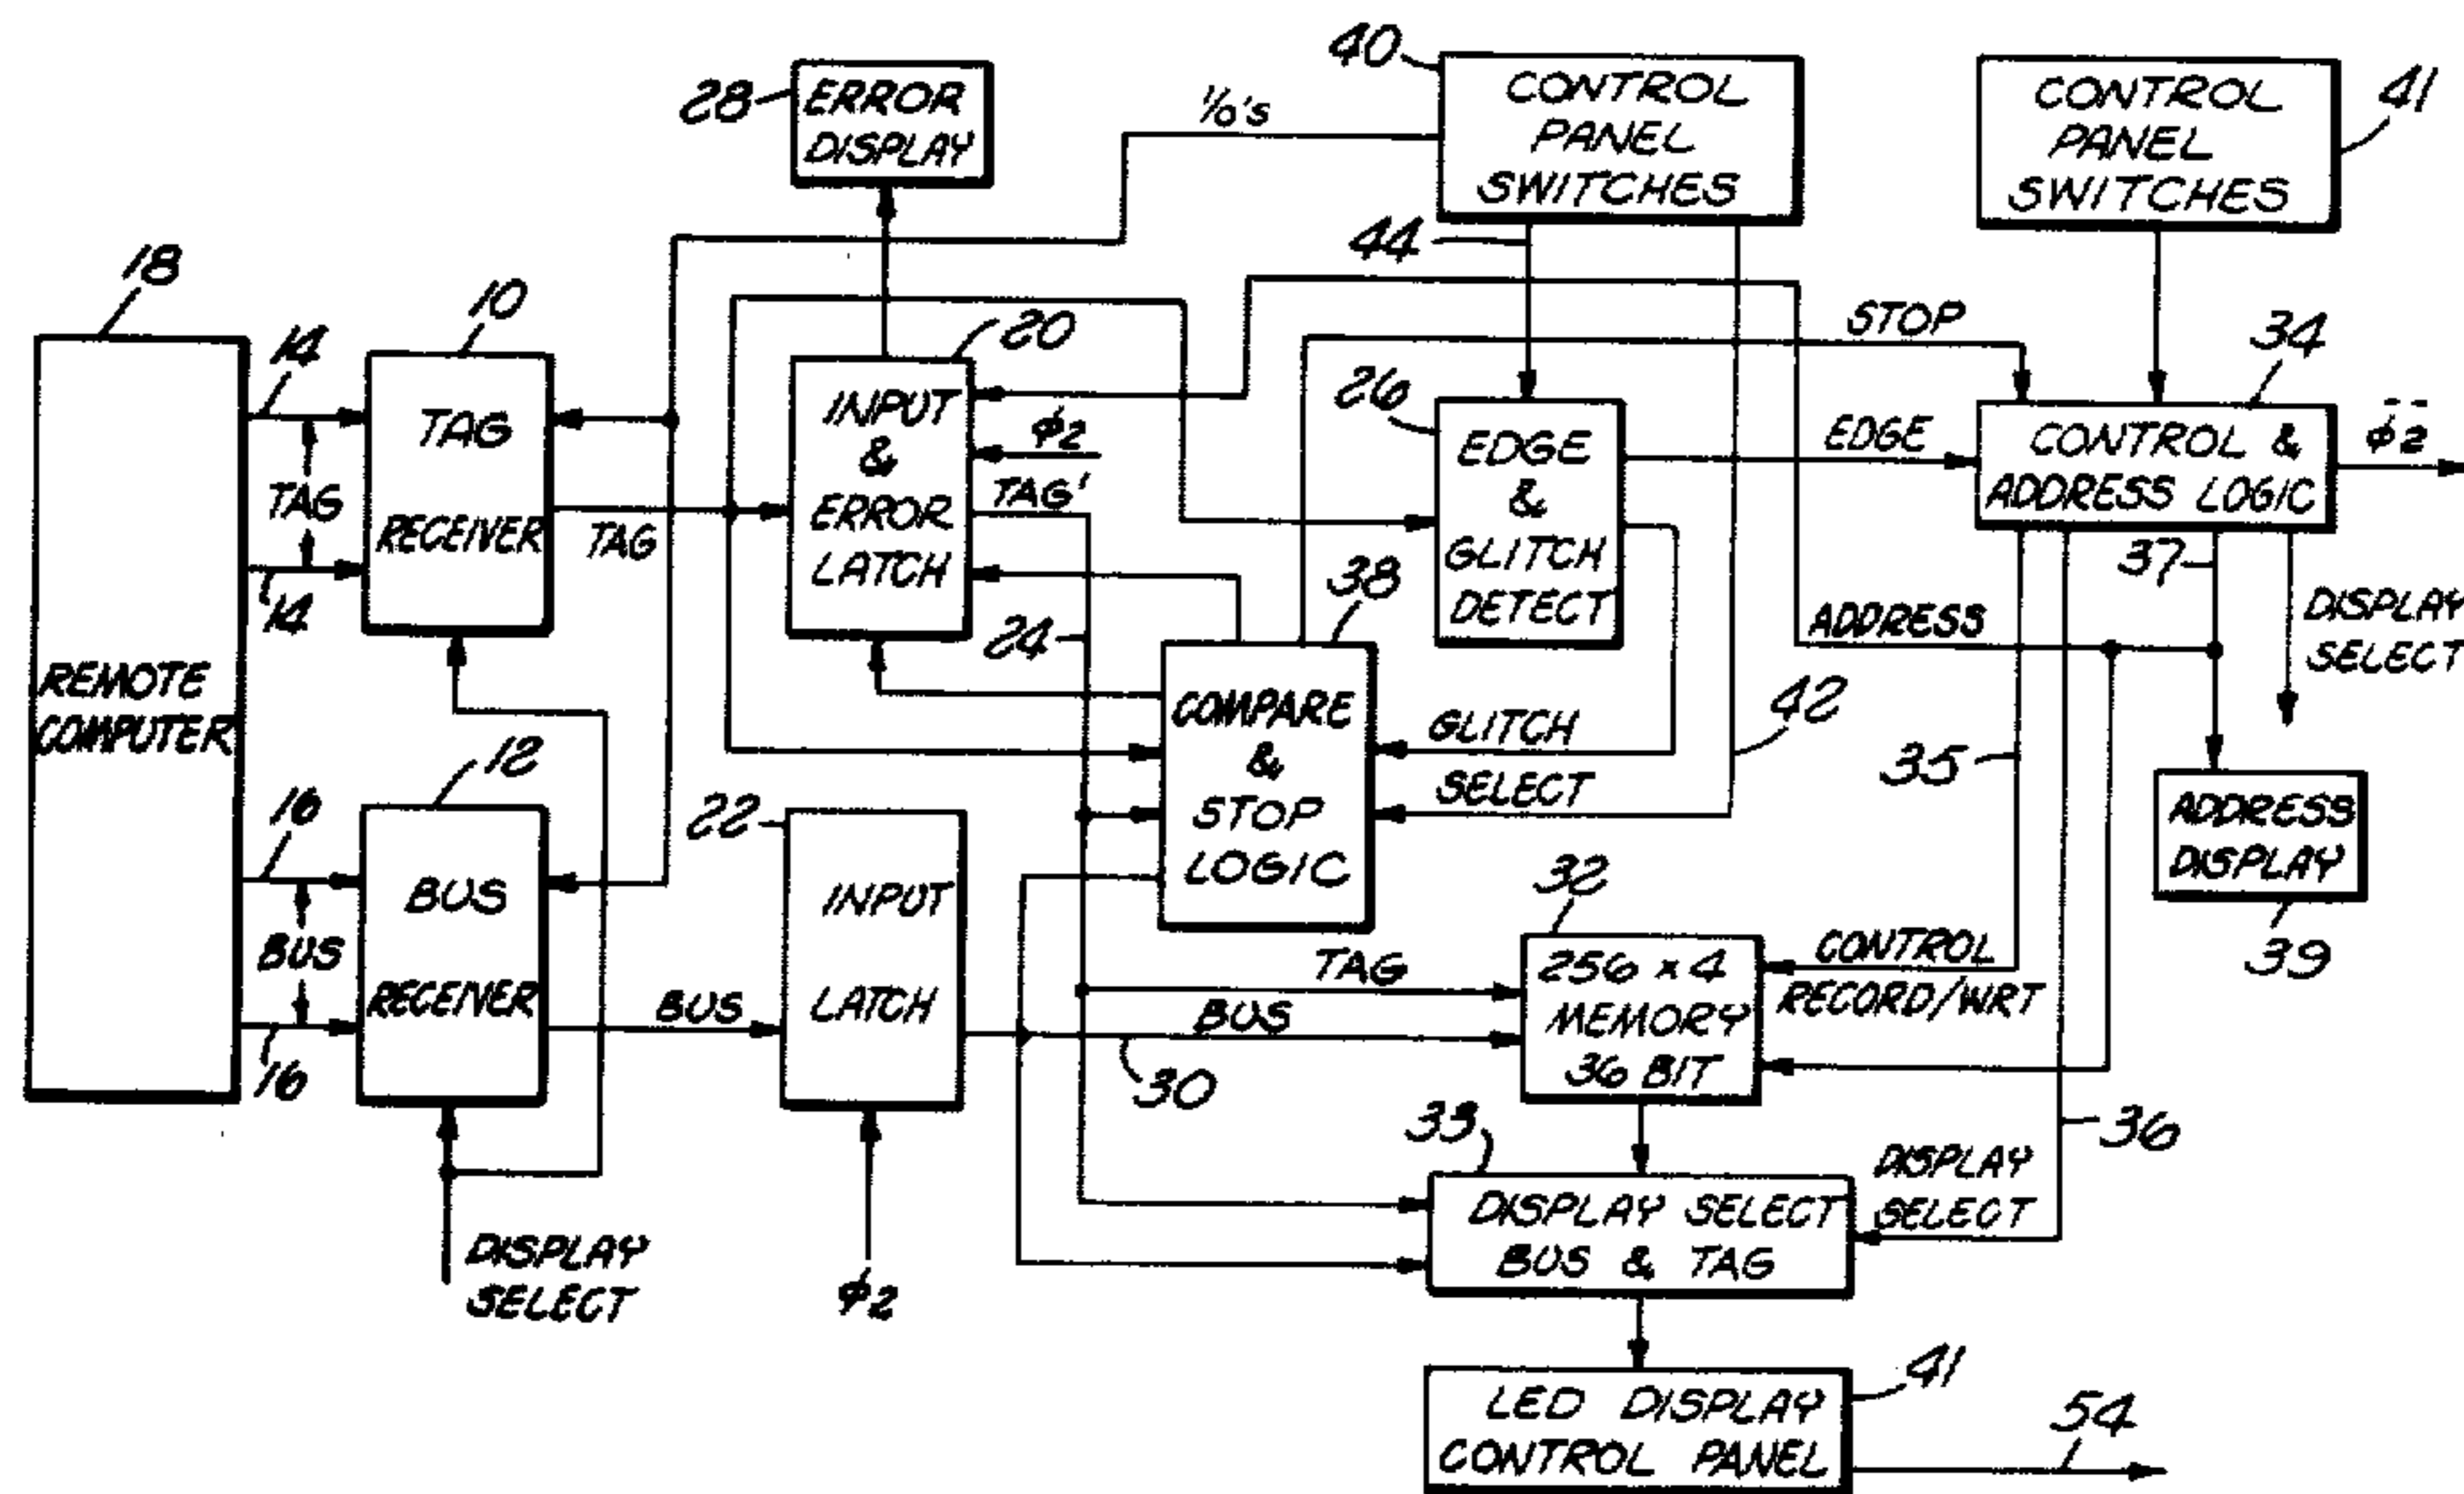 40
CONTROL
PANEL
SWITCHES
CONTROL
PANEL
SWITCHES
41
28
ERROR
DISPLAY
1/0's
44
18
REMOTE
COMPUTER
14
TAG
14
10
TAG
RECEIVER
TAG
20
INPUT
&
ERROR
LATCH
ϕ2
TAG'
24
26
EDGE
&
GLITCH
DETECT
STOP
EDGE
34
CONTROL &
ADDRESS LOGIC
ϕ2
37
DISPLAY
SELECT
ADDRESS
38
COMPARE
&
STOP
LOGIC
GLITCH
SELECT
42
35
ADDRESS
DISPLAY
39
16
BUS
16
12
BUS
RECEIVER
BUS
DISPLAY
SELECT
22
INPUT
LATCH
ϕ2
TAG
BUS
30
32
256 x 4
MEMORY
36 BIT
CONTROL
RECORD/WRT
36
33
DISPLAY SELECT
BUS & TAG
DISPLAY
SELECT
LED DISPLAY
CONTROL PANEL
41
54